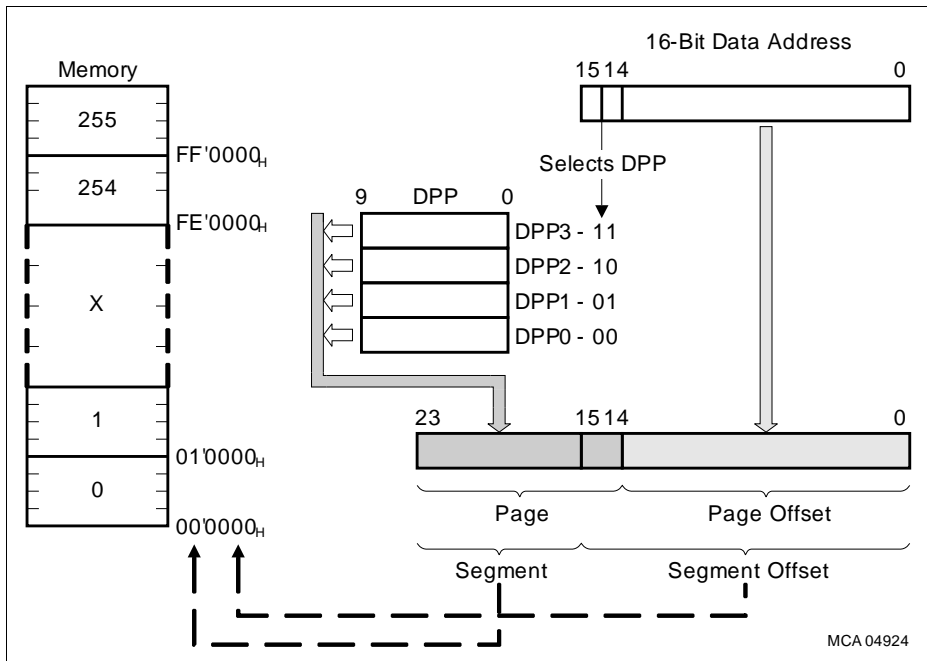 16-Bit Data Address
Memory
15 14 0
255
FF'0000H
Selects DPP
254
9 DPP 0
FE'0000H
DPP3 - 11
DPP2 - 10
X
DPP1 - 01
DPP0 - 00
1
23 15 14 0
01'0000H
0
Page Page Offset
00'0000H
Segment Segment Offset
MCA 04924